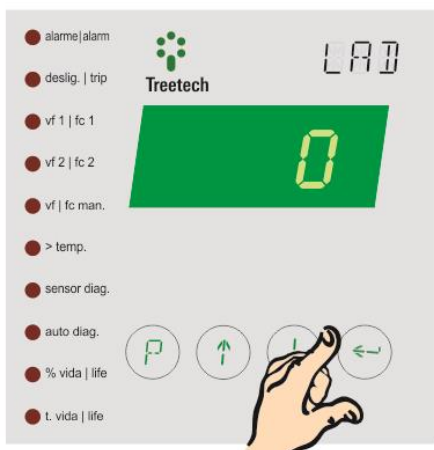 alarme|alarm
LAD
deslig. | trip
Treetech
vf 1 | fc 1
0
vf 2 | fc 2
vf | fc man.
> temp.
sensor diag.
auto diag.
P ↑ ↵
% vida | life
t. vida | life